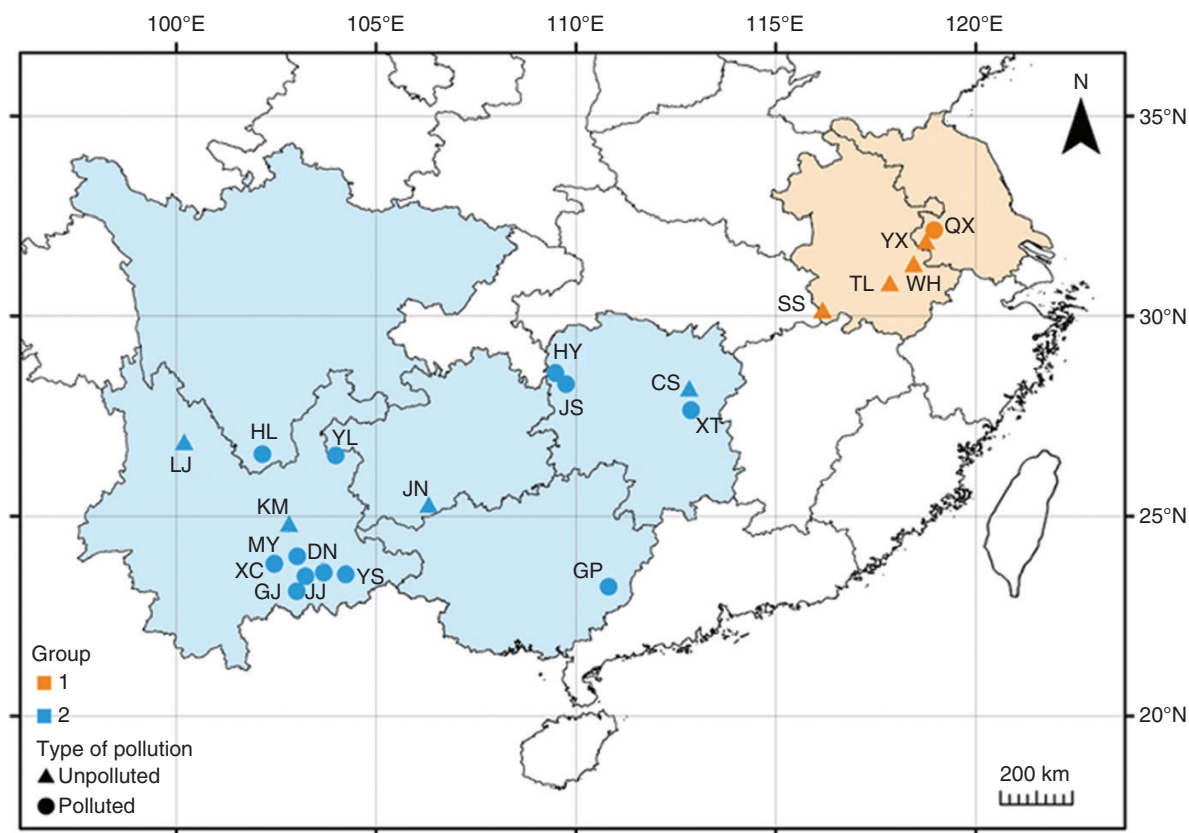 100°E 105°E 110°E 115°E 120°E
N
35°N
QX
YX
TL WH
SS
30°N
HY
CS
JS
XT
HL YL
LJ
JN
KM
25°N
MY DN
XC
YS
GJ JJ
GP
Group
1
2
20°N
Type of pollution
Unpolluted
Polluted
200 km